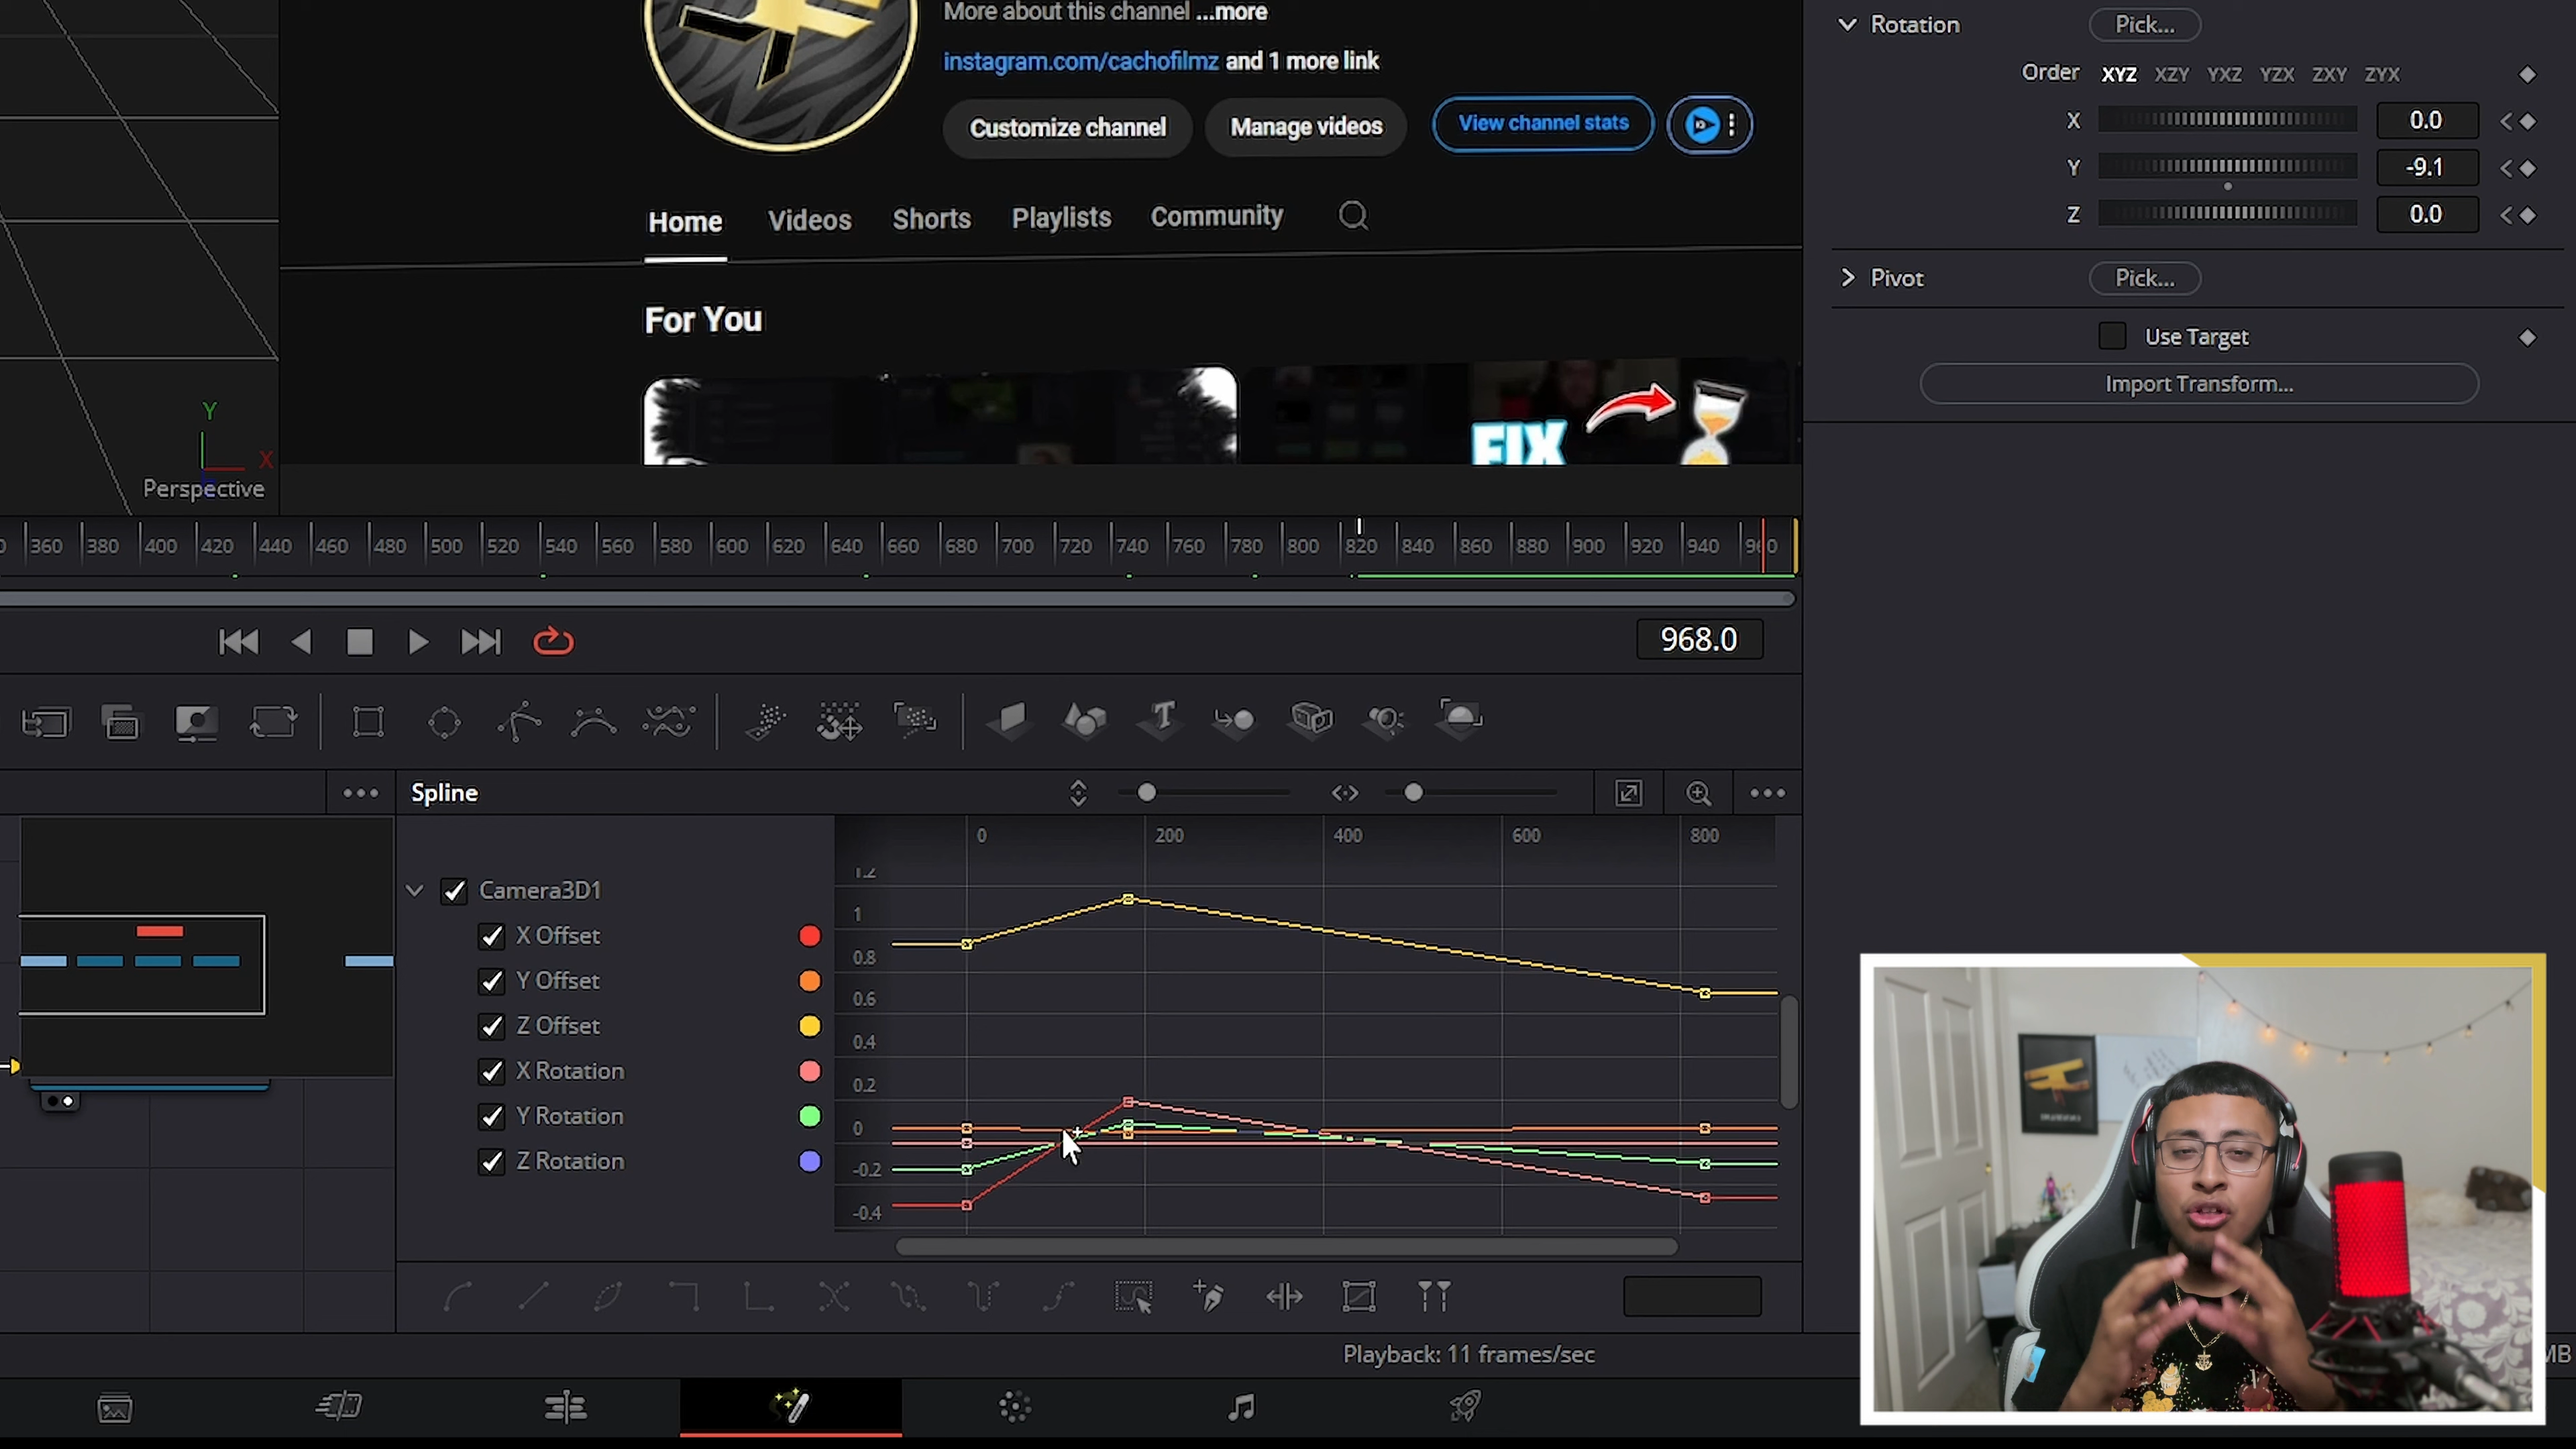 More about this channel ...more
instagram.com/cachofilmz and 1 more link
Customize channel
Manage videos
View channel stats
Home
Videos
Shorts
Playlists
Community
For You
FIX
Y
X
Perspective
Rotation
Pick...
Order XYZ XZY YXZ YZX ZXY ZYX
X 0.0
Y -9.1
Z 0.0
Pivot
Pick...
Use Target
Import Transform...
0 360 380 400 420 440 460 480 500 520 540 560 580 600 620 640 660 680 700 720 740 760 780 800 820 840 860 880 900 920 940 960
968.0
Spline
0 200 400 600 800
Camera3D1
X Offset
Y Offset
Z Offset
X Rotation
Y Rotation
Z Rotation
1.2
1
0.8
0.6
0.4
0.2
0
-0.2
-0.4
Playback: 11 frames/sec
MB